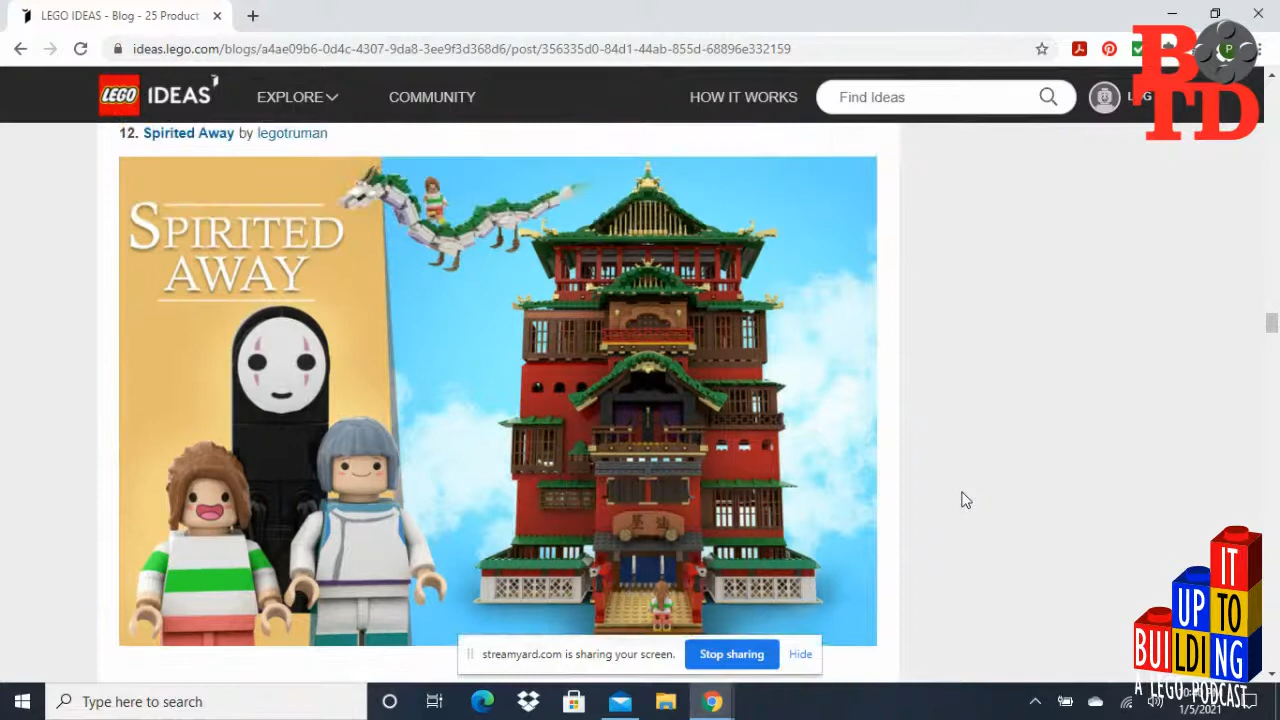 LEGO IDEAS - Blog - 25 Product
ideas.lego.com/blogs/a4ae09b6-0d4c-4307-9da8-3ee9f3d368d6/post/356335d0-84d1-44ab-855d-68896e332159
P
LEGO IDEAS EXPLORE COMMUNITY HOW IT WORKS Find Ideas LEG
B
TD
12. Spirited Away by legotruman
SPIRITED
AWAY
IT
UP TO
BUILDING
A LEGO PODCAST
streamyard.com is sharing your screen. Stop sharing Hide
Type here to search
1/5/2021